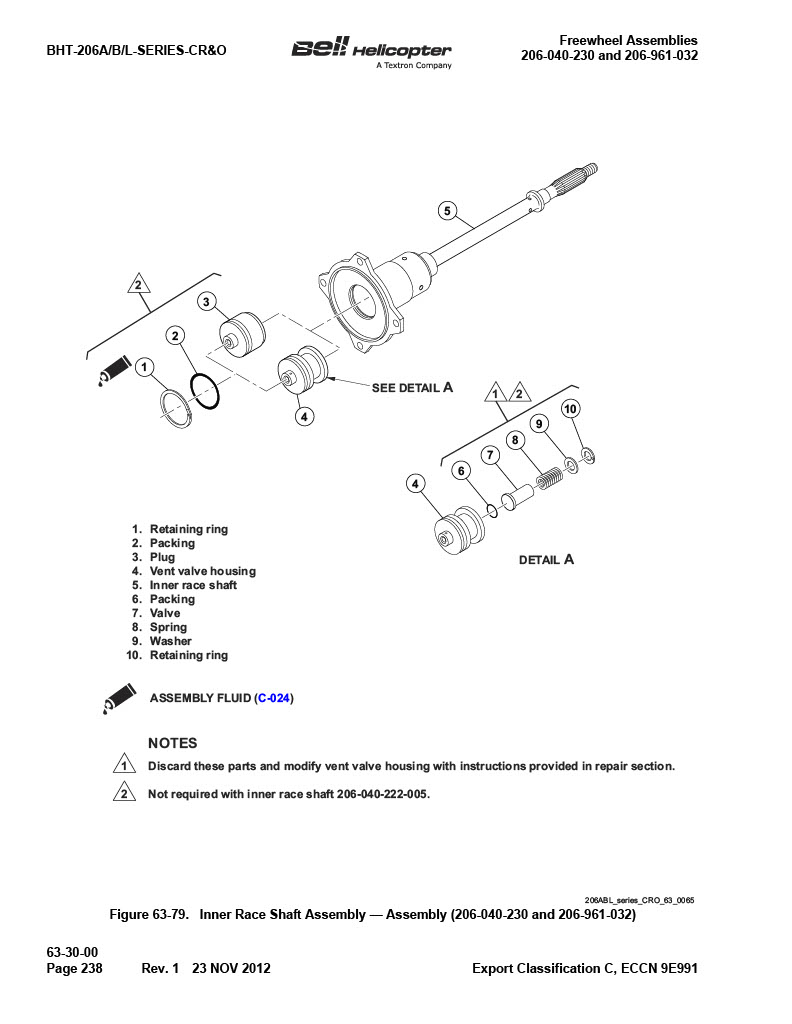 BHT-206A/B/L-SERIES-CR&O
Bell Helicopter
A Textron Company
Freewheel Assemblies
206-040-230 and 206-961-032
5
2
3
2
1
SEE DETAIL A
4
1 2
10
9
8
7
6
4
DETAIL A
1. Retaining ring
2. Packing
3. Plug
4. Vent valve housing
5. Inner race shaft
6. Packing
7. Valve
8. Spring
9. Washer
10. Retaining ring
ASSEMBLY FLUID (C-024)
NOTES
1 Discard these parts and modify vent valve housing with instructions provided in repair section.
2 Not required with inner race shaft 206-040-222-005.
206ABL_series_CRO_63_0065
Figure 63-79. Inner Race Shaft Assembly — Assembly (206-040-230 and 206-961-032)
63-30-00
Page 238 Rev. 1 23 NOV 2012 Export Classification C, ECCN 9E991